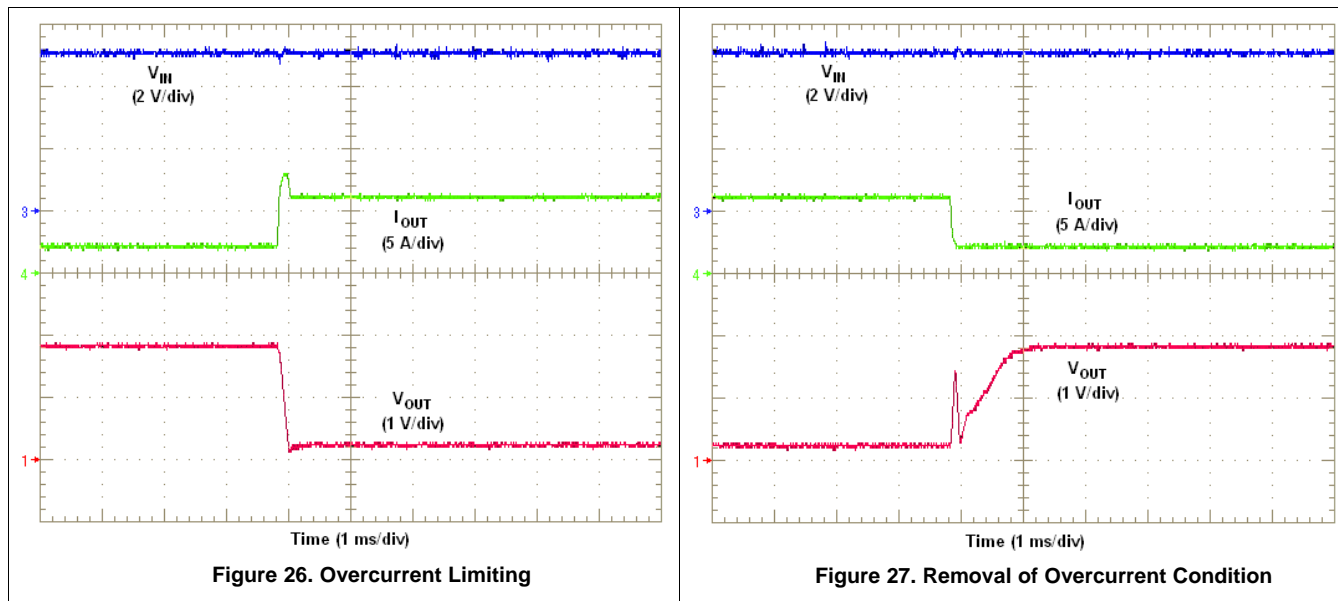 V_IN
(2 V/div)
3
I_OUT
(5 A/div)
4
V_OUT
(1 V/div)
1
Time (1 ms/div)
Figure 26. Overcurrent Limiting
V_IN
(2 V/div)
3
I_OUT
(5 A/div)
4
V_OUT
(1 V/div)
1
Time (1 ms/div)
Figure 27. Removal of Overcurrent Condition